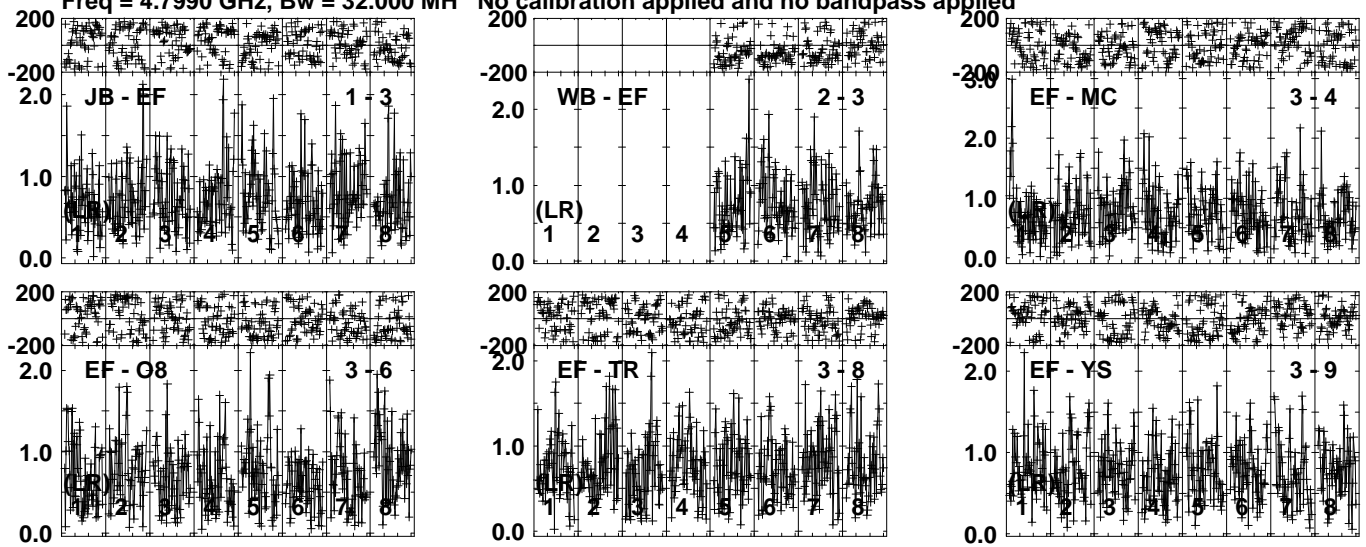 Freq = 4.7990 GHz, Bw = 32.000 MH No calibration applied and no bandpass applied
200
-200
2.0
1.0
0.0
JB - EF
1 - 3
(LR)
1 2 3 4 5 6 7 8
200
-200
2.0
1.0
0.0
WB - EF
2 - 3
(LR)
1 2 3 4 5 6 7 8
200
-200
3.0
2.0
1.0
0.0
EF - MC
3 - 4
(LR)
1 2 3 4 5 6 7 8
200
-200
2.0
1.0
0.0
EF - O8
3 - 6
(LR)
1 2 3 4 5 6 7 8
200
-200
2.0
1.0
0.0
EF - TR
3 - 8
(LR)
1 2 3 4 5 6 7 8
200
-200
2.0
1.0
0.0
EF - YS
3 - 9
(LR)
1 2 3 4 5 6 7 8